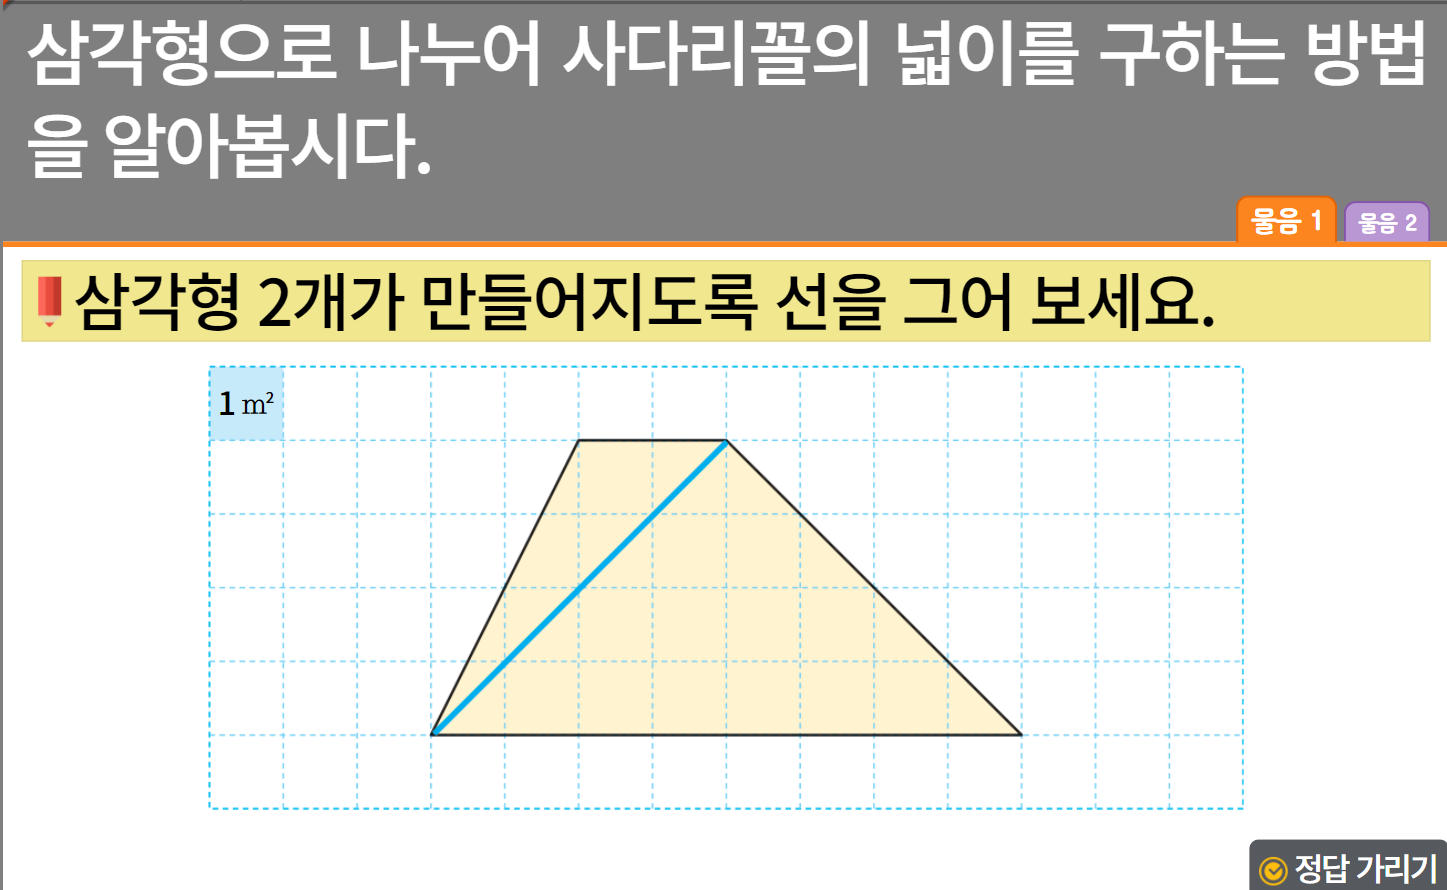 삼각형으로 나누어 사다리꼴의 넓이를 구하는 방법
을 알아봅시다.
물음 1 물음 2
삼각형 2개가 만들어지도록 선을 그어 보세요.
1 m²
정답 가리기